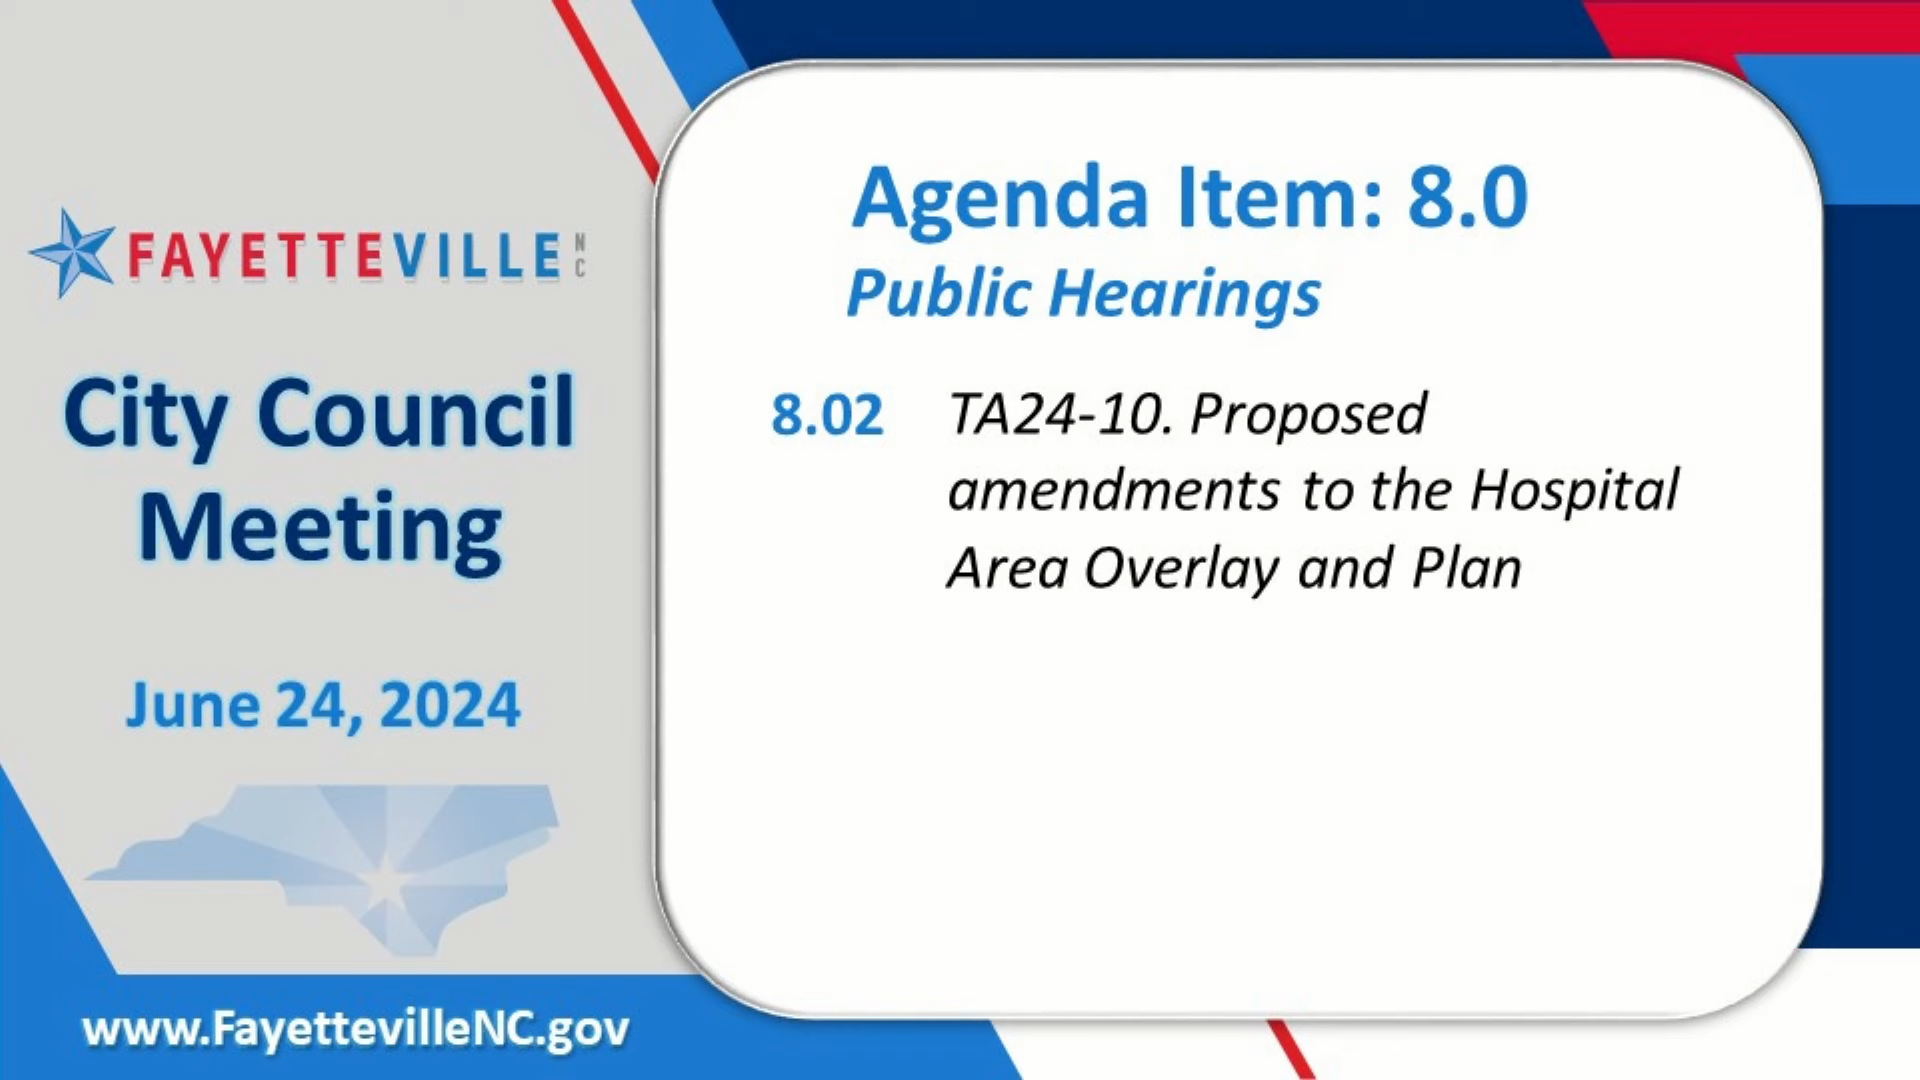 FAYETTEVILLE NC
City Council
Meeting
June 24, 2024
www.FayettevilleNC.gov
Agenda Item: 8.0
Public Hearings
8.02 TA24-10. Proposed
amendments to the Hospital
Area Overlay and Plan